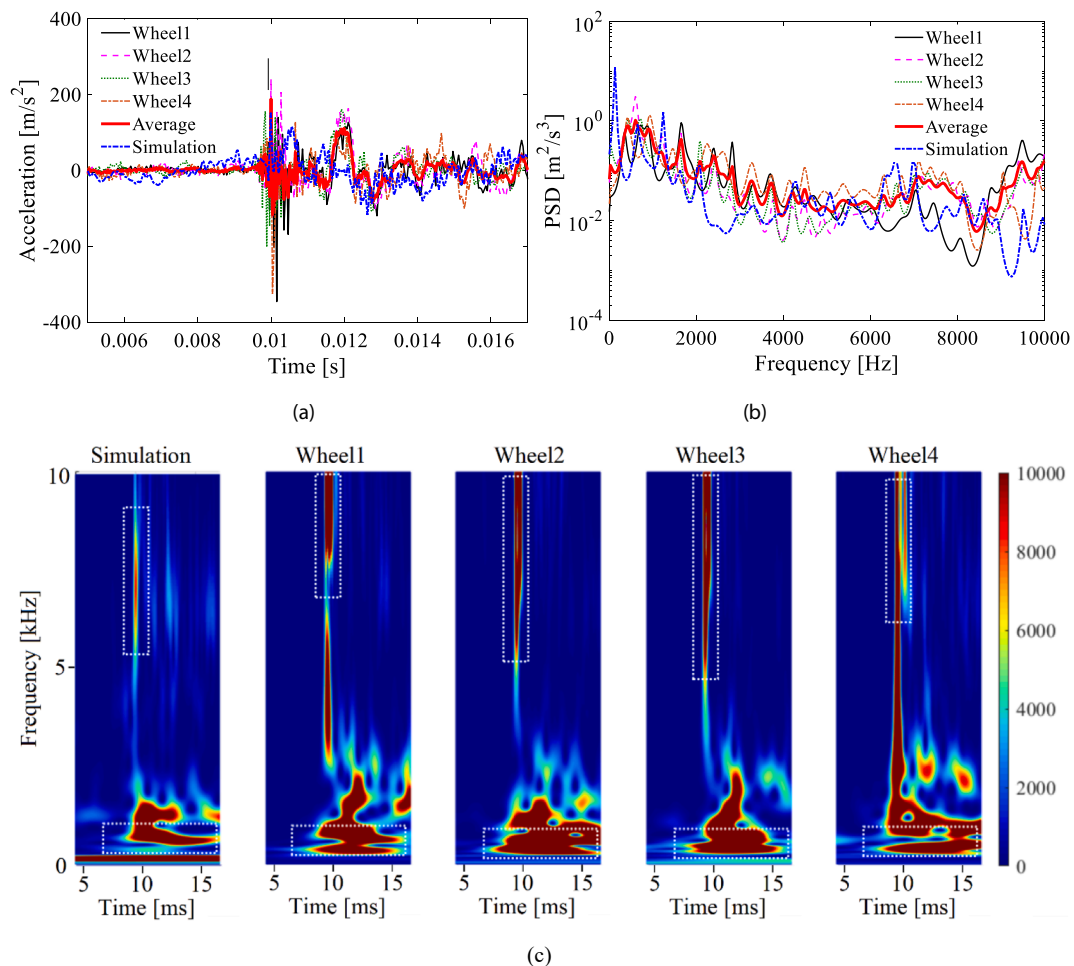 400
200
0
-200
-400
Acceleration [m/s²]
Wheel1
Wheel2
Wheel3
Wheel4
Average
Simulation
0.006 0.008 0.01 0.012 0.014 0.016
Time [s]
(a)
10²
10⁰
10⁻²
10⁻⁴
PSD [m²/s³]
Wheel1
Wheel2
Wheel3
Wheel4
Average
Simulation
0 2000 4000 6000 8000 10000
Frequency [Hz]
(b)
Simulation Wheel1 Wheel2 Wheel3 Wheel4
10
5
0
Frequency [kHz]
5 10 15 5 10 15 5 10 15 5 10 15 5 10 15
Time [ms] Time [ms] Time [ms] Time [ms] Time [ms]
10000
8000
6000
4000
2000
0
(c)